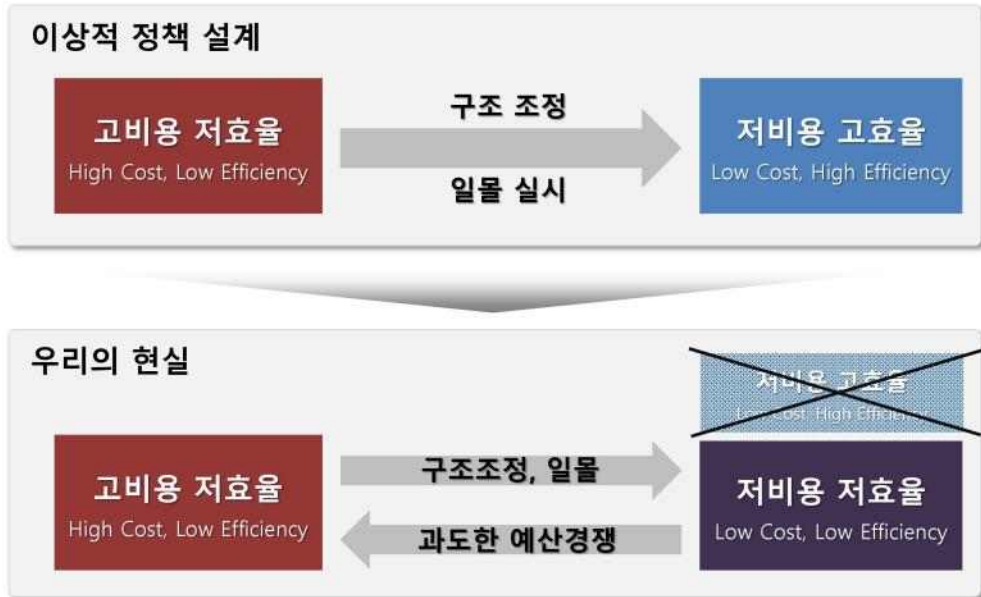 이상적 정책 설계
고비용 저효율
High Cost, Low Efficiency
구조 조정
일몰 실시
저비용 고효율
Low Cost, High Efficiency
우리의 현실
저비용 고효율
Low Cost, High Efficiency
고비용 저효율
High Cost, Low Efficiency
구조조정, 일몰
과도한 예산경쟁
저비용 저효율
Low Cost, Low Efficiency